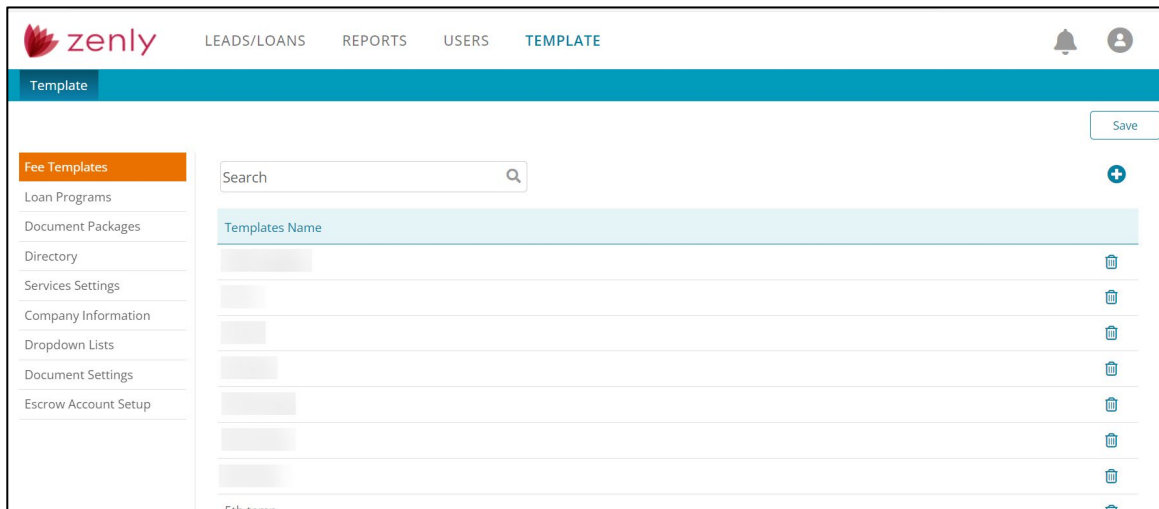 zenly LEADS/LOANS REPORTS USERS TEMPLATE
Template
Save
Fee Templates
Loan Programs
Document Packages
Directory
Services Settings
Company Information
Dropdown Lists
Document Settings
Escrow Account Setup
Search
Templates Name